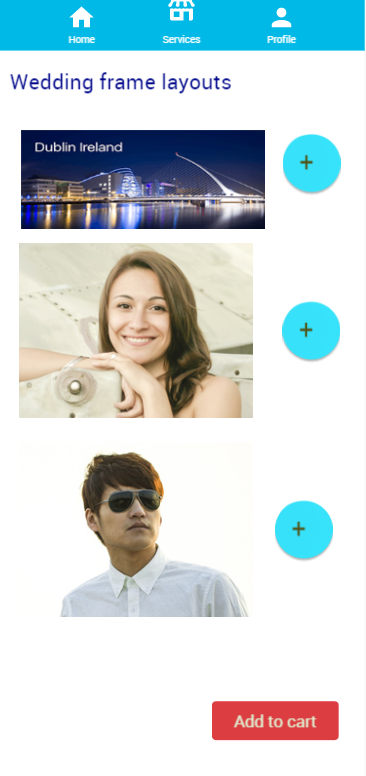 Home
Services
Profile
Wedding frame layouts
Dublin Ireland
+
+
+
Add to cart